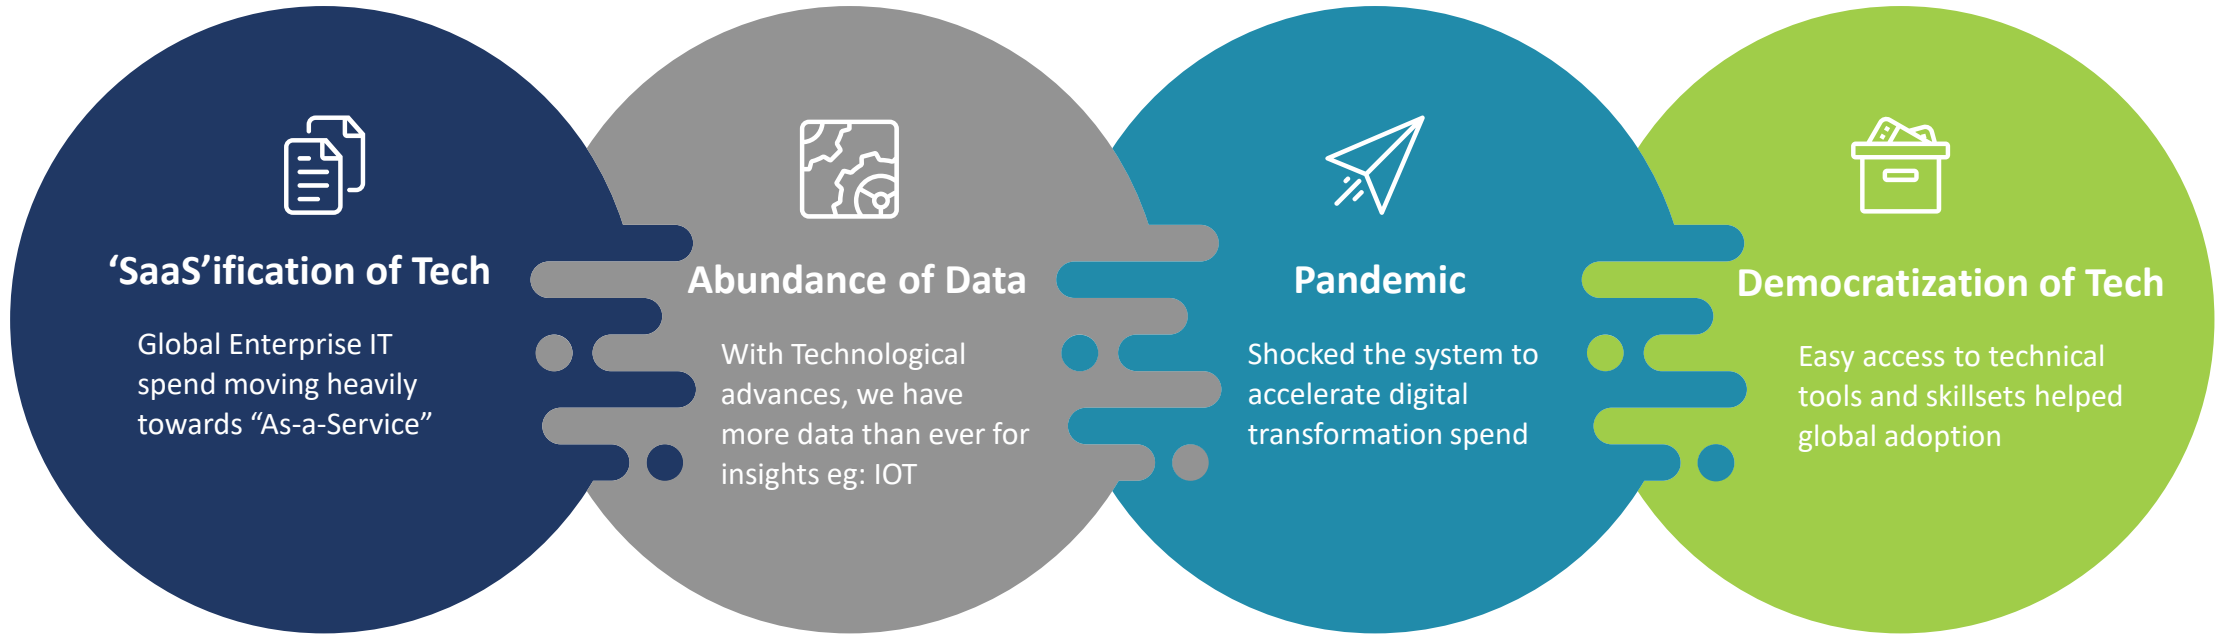 ‘SaaS’ification of Tech
Global Enterprise IT
spend moving heavily
towards “As-a-Service”
Abundance of Data
With Technological
advances, we have
more data than ever for
insights eg: IOT
Pandemic
Shocked the system to
accelerate digital
transformation spend
Democratization of Tech
Easy access to technical
tools and skillsets helped
global adoption